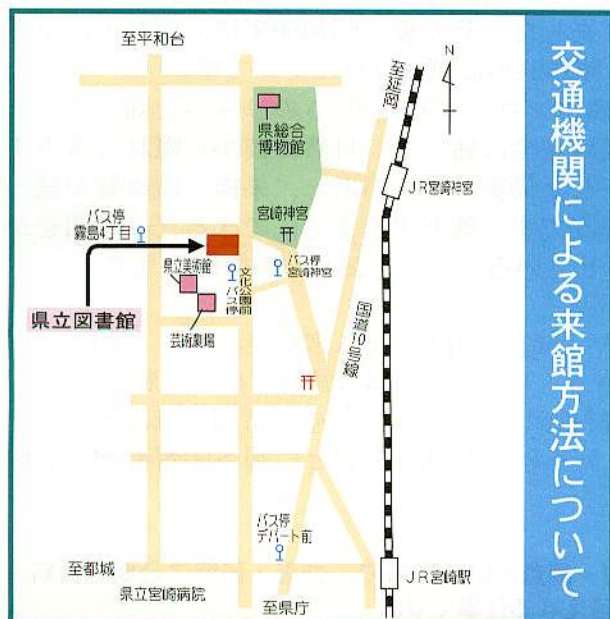 交通機関による来館方法について
至平和台
至延岡
N
県総合
博物館
JR宮崎神宮
バス停
霧島4丁目
宮崎神宮
県立美術館
文化公園前
バス停
バス停
宮崎神宮
国道10号線
県立図書館
芸術劇場
バス停
デパート前
至都城
県立宮崎病院
至県庁
JR宮崎駅